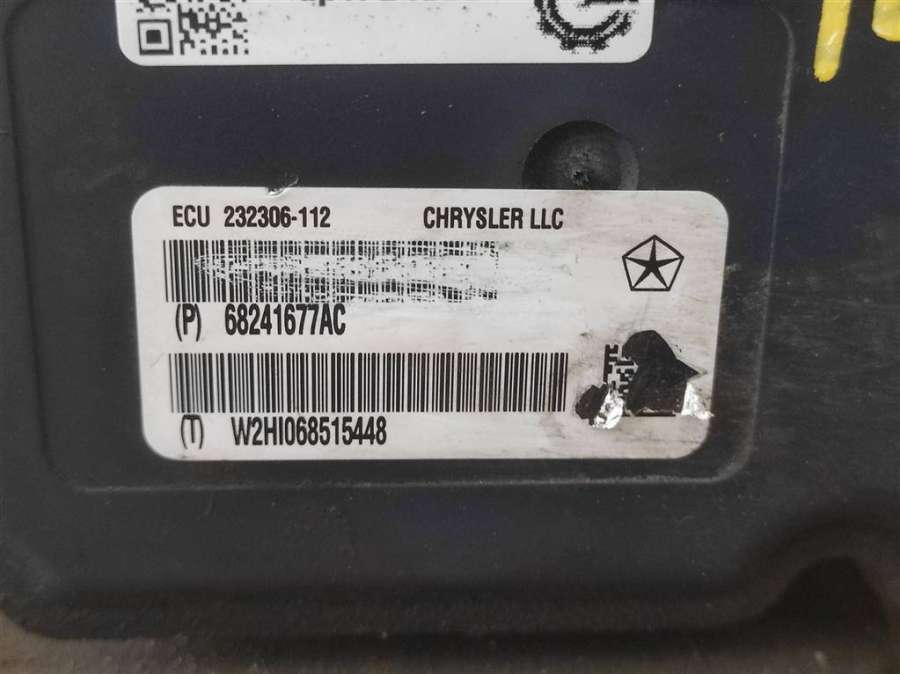 ECU 232306-112 CHRYSLER LLC
(P) 68241677AC
(T) W2HI068515448